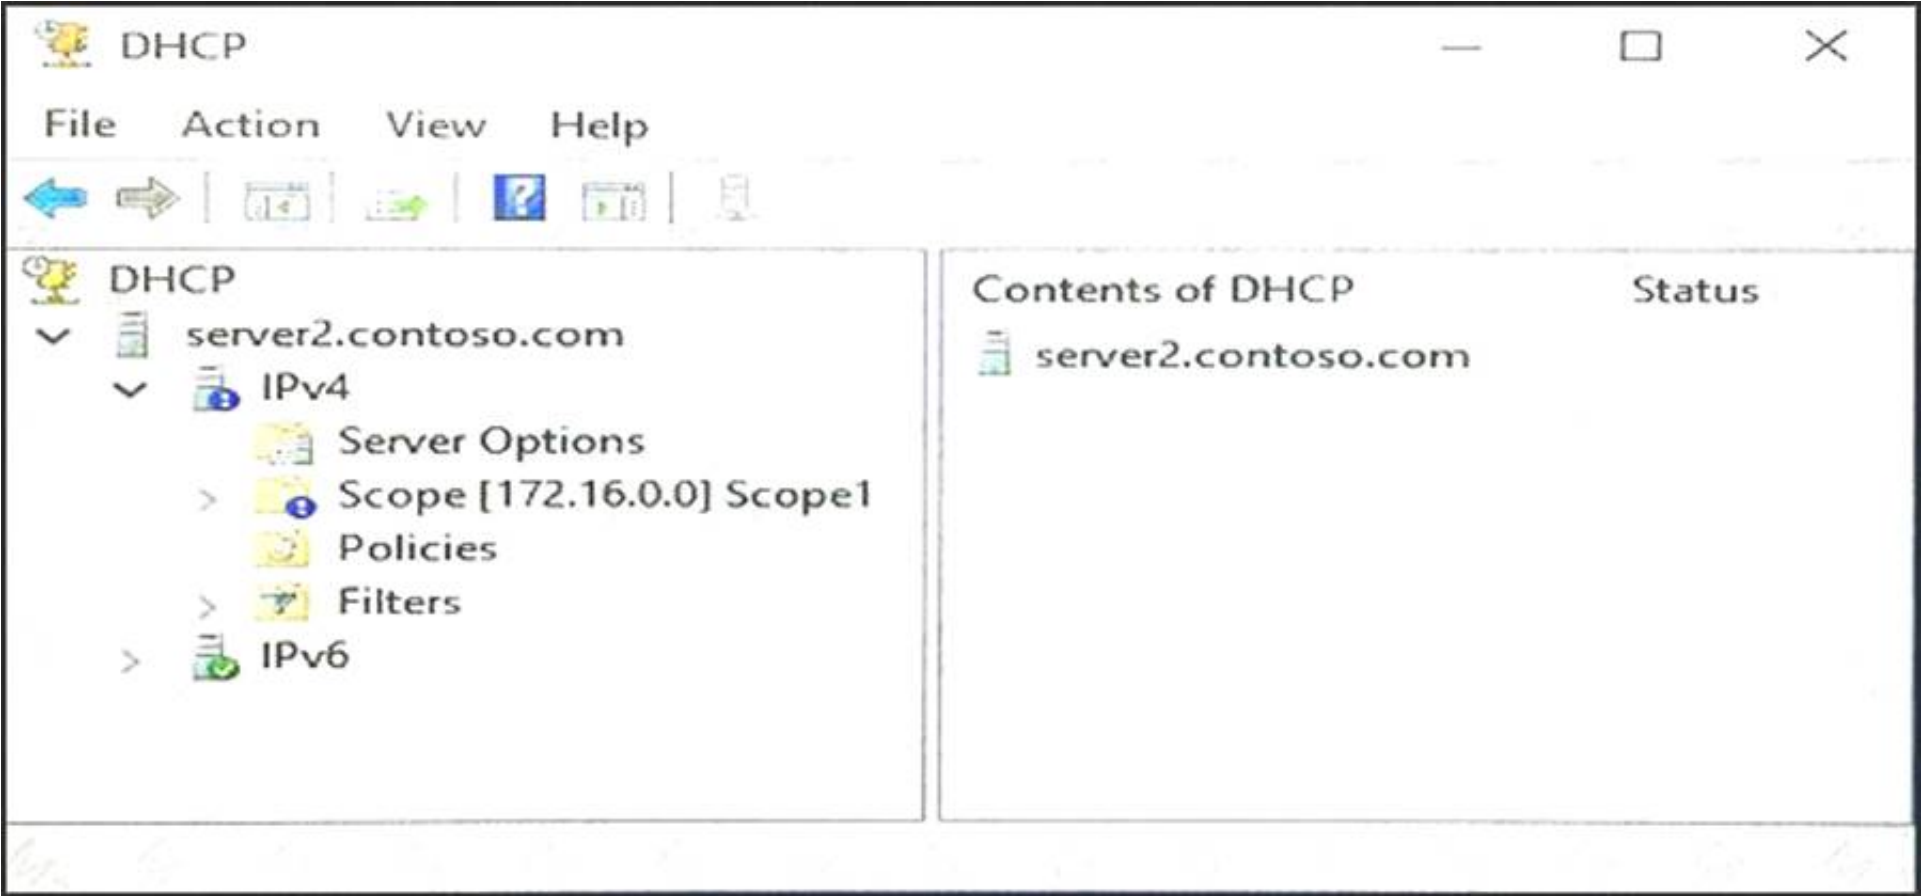 DHCP
File Action View Help
DHCP
server2.contoso.com
IPv4
Server Options
Scope [172.16.0.0] Scope1
Policies
Filters
IPv6
Contents of DHCP Status
server2.contoso.com